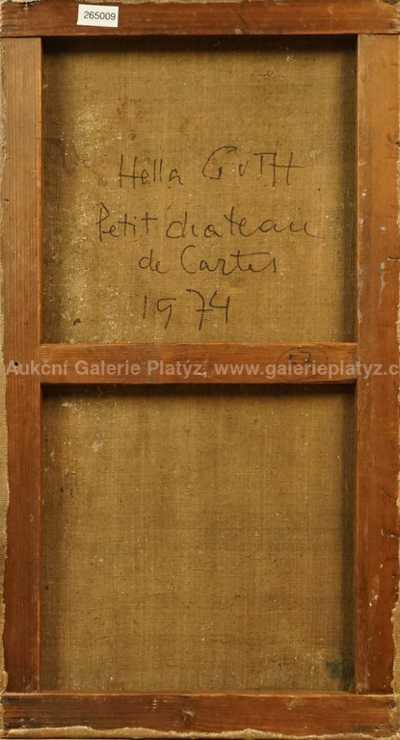 265009
Hella GUTH
Petit chateau
de Cartes
1974
Aukční Galerie Platýz, www.galerieplatyz.c